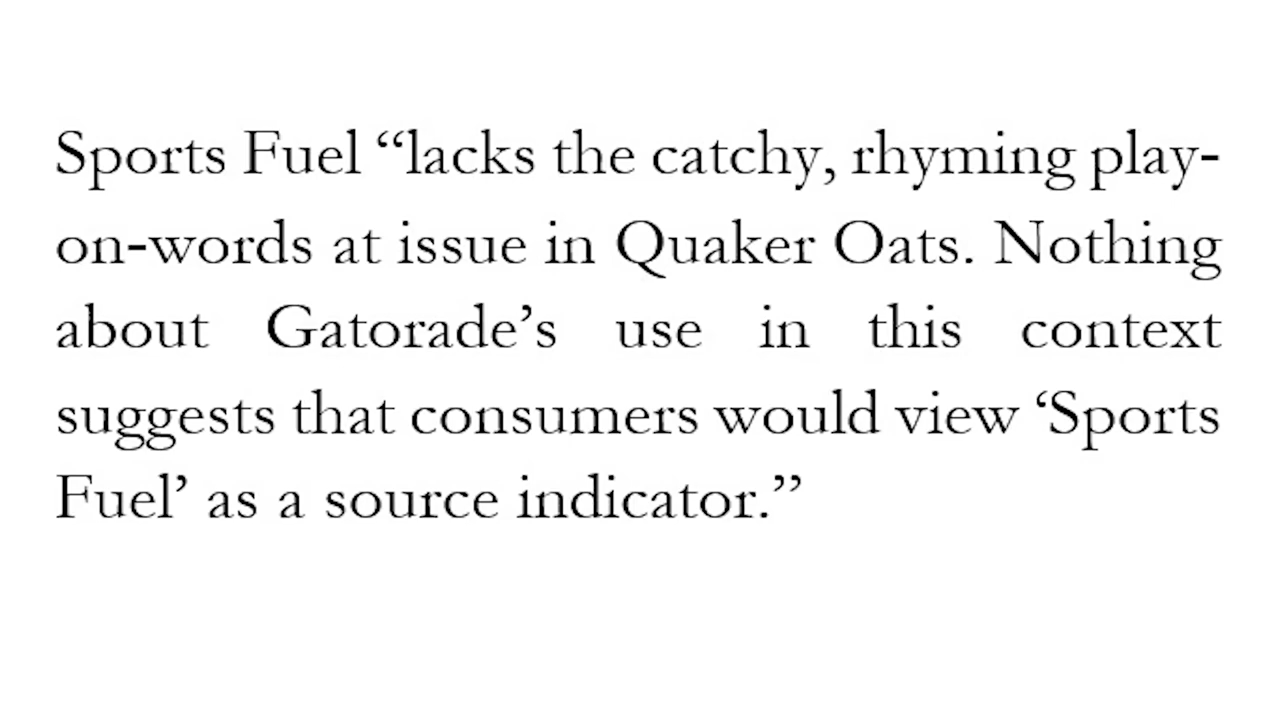 Sports Fuel “lacks the catchy, rhyming play-
on-words at issue in Quaker Oats. Nothing
about Gatorade’s use in this context
suggests that consumers would view ‘Sports
Fuel’ as a source indicator.”